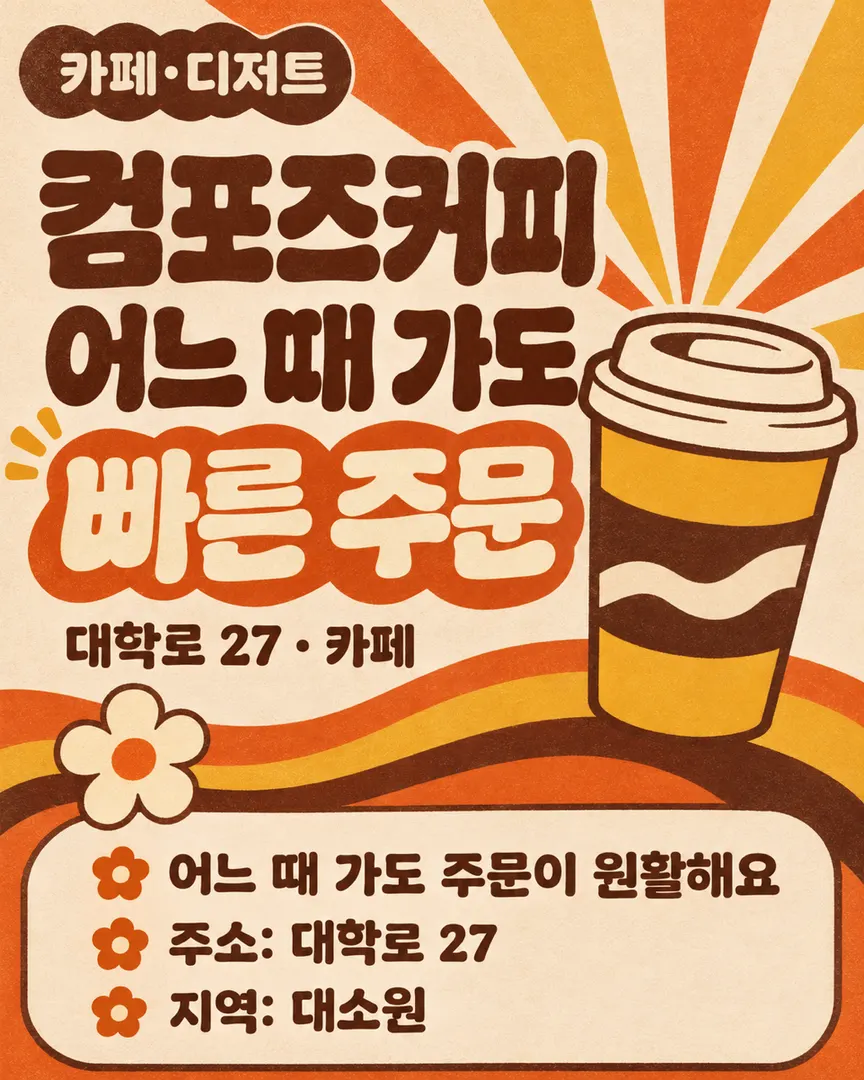 카페·디저트
컴포즈커피
어느 때 가도
빠른 주문
대학로 27 · 카페
어느 때 가도 주문이 원활해요
주소: 대학로 27
지역: 대소원